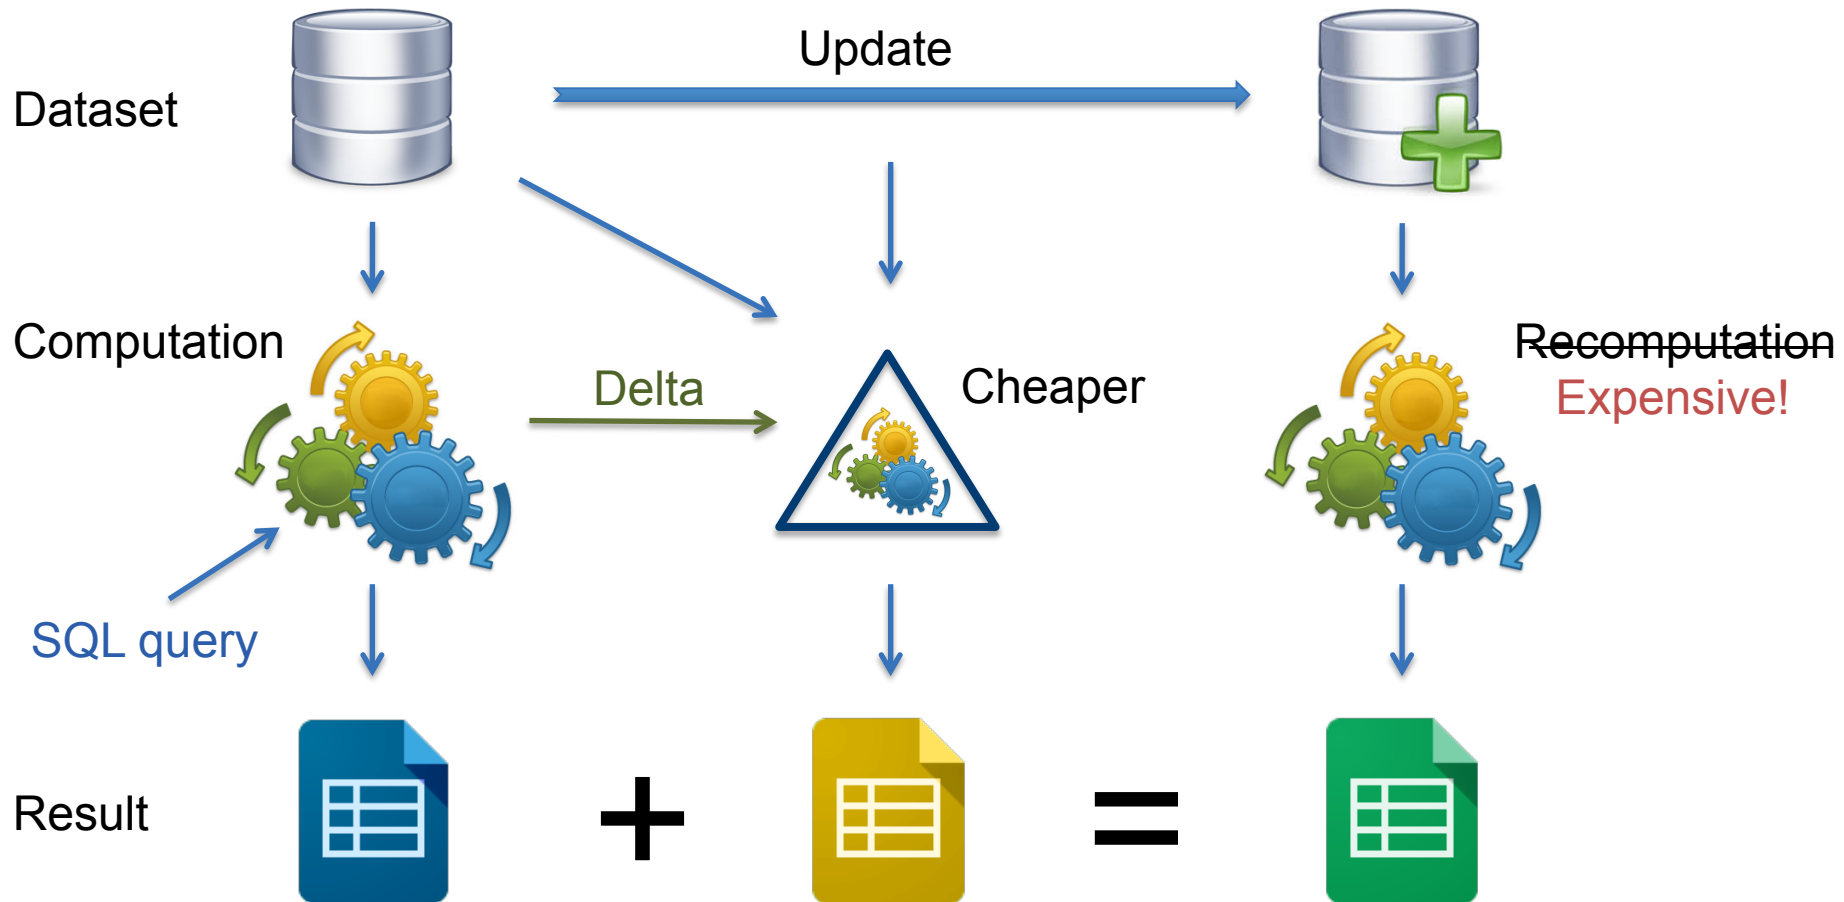 Update
Dataset
Computation
Delta
Cheaper
Recomputation
Expensive!
SQL query
Result
+
=